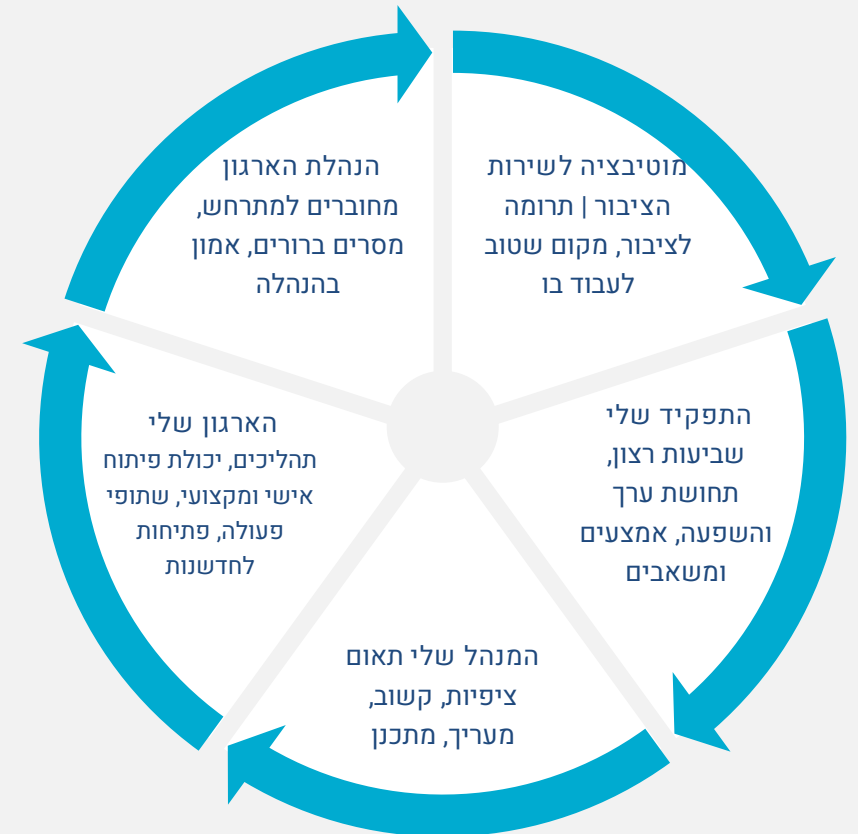 מוטיבציה לשירות
הציבור | תרומה
לציבור, מקום שטוב
לעבוד בו
התפקיד שלי
שביעות רצון,
תחושת ערך
והשפעה, אמצעים
ומשאבים
המנהל שלי תאום
ציפיות, קשוב,
מעריך, מתכנן
הארגון שלי
תהליכים, יכולת פיתוח
אישי ומקצועי, שתופי
פעולה, פתיחות
לחדשנות
הנהלת הארגון
מחוברים למתרחש,
מסרים ברורים, אמון
בהנהלה